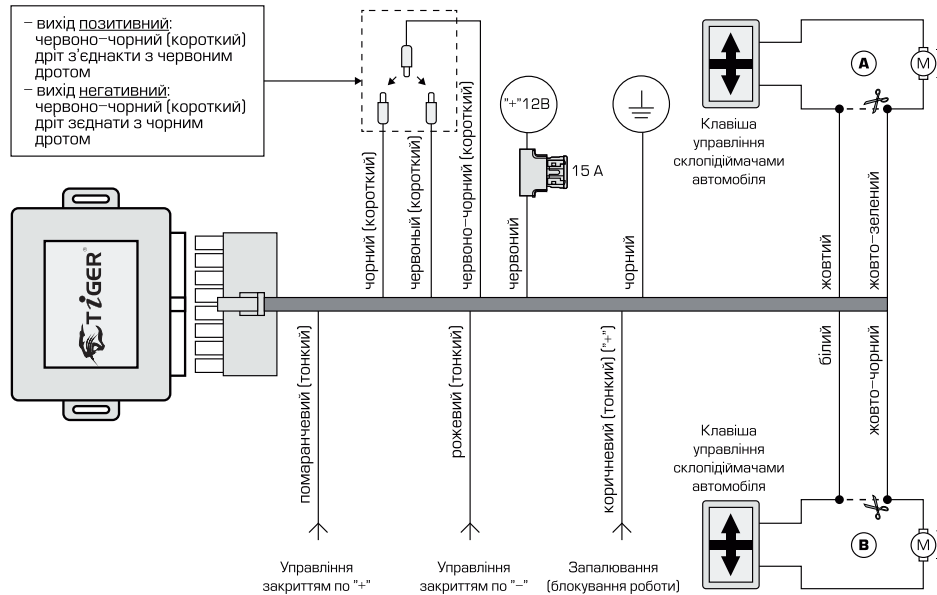 – вихід позитивний:
червоно–чорний (короткий)
дріт з'єднакти з червоним
дротом
– вихід негативний:
червоно–чорний (короткий)
дріт зєднати з чорним
дротом
чорний (короткий)
червоный (короткий)
червоно–чорний (короткий)
"+"12В
15 А
червоний
чорний
Клавіша
управління
склопідіймачами
автомобіля
A
M
жовтий
жовто–зелений
TiGER®
помаранчевий (тонкий)
рожевий (тонкий)
коричневий (тонкий) ("+")
білий
жовто–чорний
Клавіша
управління
склопідіймачами
автомобіля
B
M
Управління
закриттям по "+"
Управління
закриттям по "–"
Запалювання
(блокування роботи)